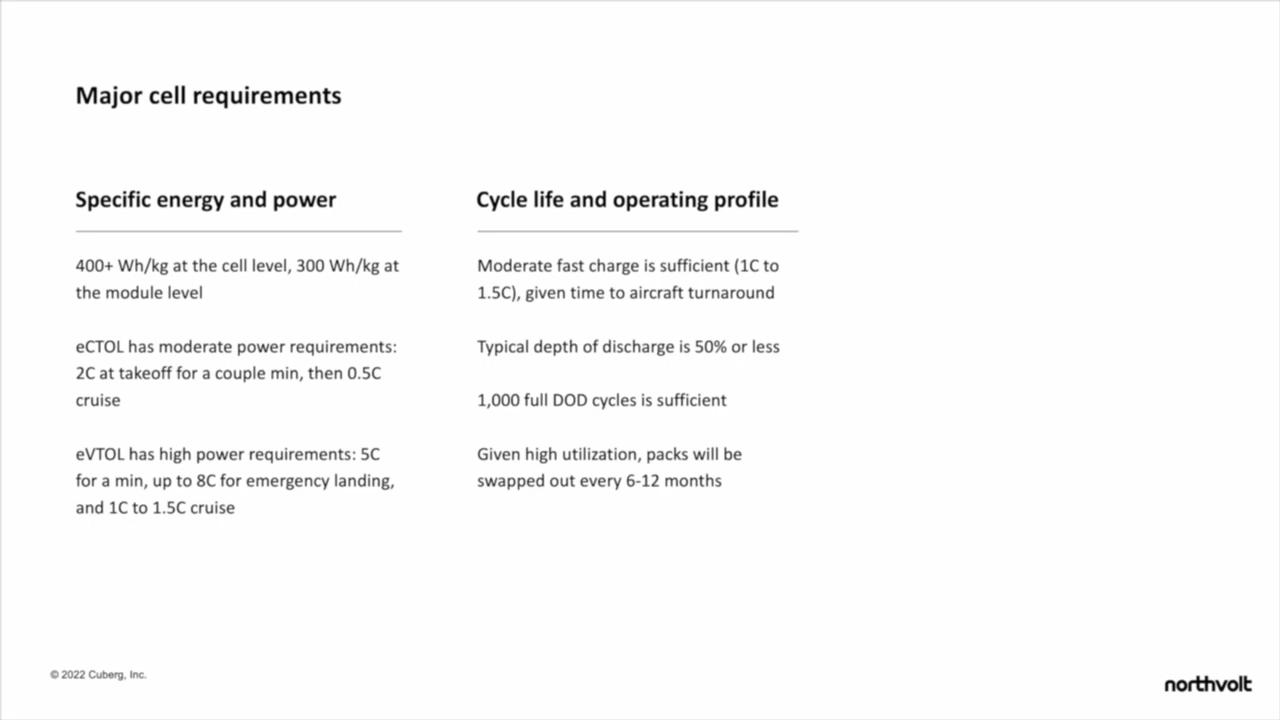 Major cell requirements
Specific energy and power
400+ Wh/kg at the cell level, 300 Wh/kg at
the module level
eCTOL has moderate power requirements:
2C at takeoff for a couple min, then 0.5C
cruise
eVTOL has high power requirements: 5C
for a min, up to 8C for emergency landing,
and 1C to 1.5C cruise
Cycle life and operating profile
Moderate fast charge is sufficient (1C to
1.5C), given time to aircraft turnaround
Typical depth of discharge is 50% or less
1,000 full DOD cycles is sufficient
Given high utilization, packs will be
swapped out every 6-12 months
© 2022 Cuberg, Inc.
northvolt